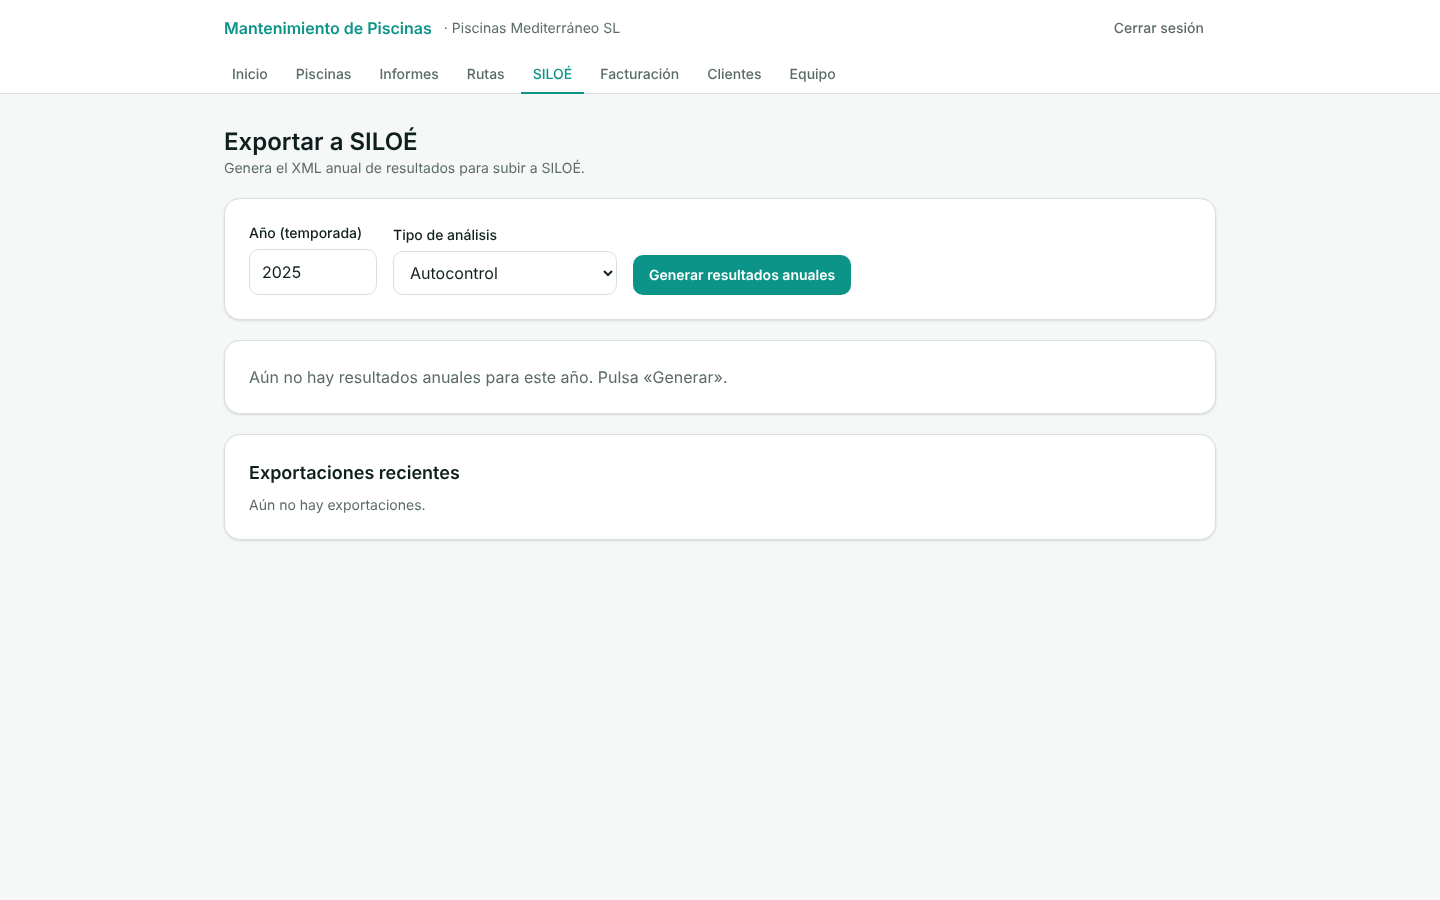 Mantenimiento de Piscinas · Piscinas Mediterráneo SL Cerrar sesión
Inicio Piscinas Informes Rutas SILOÉ Facturación Clientes Equipo
Exportar a SILOÉ
Genera el XML anual de resultados para subir a SILOÉ.
Año (temporada) Tipo de análisis
2025 Autocontrol Generar resultados anuales
Aún no hay resultados anuales para este año. Pulsa «Generar».
Exportaciones recientes
Aún no hay exportaciones.